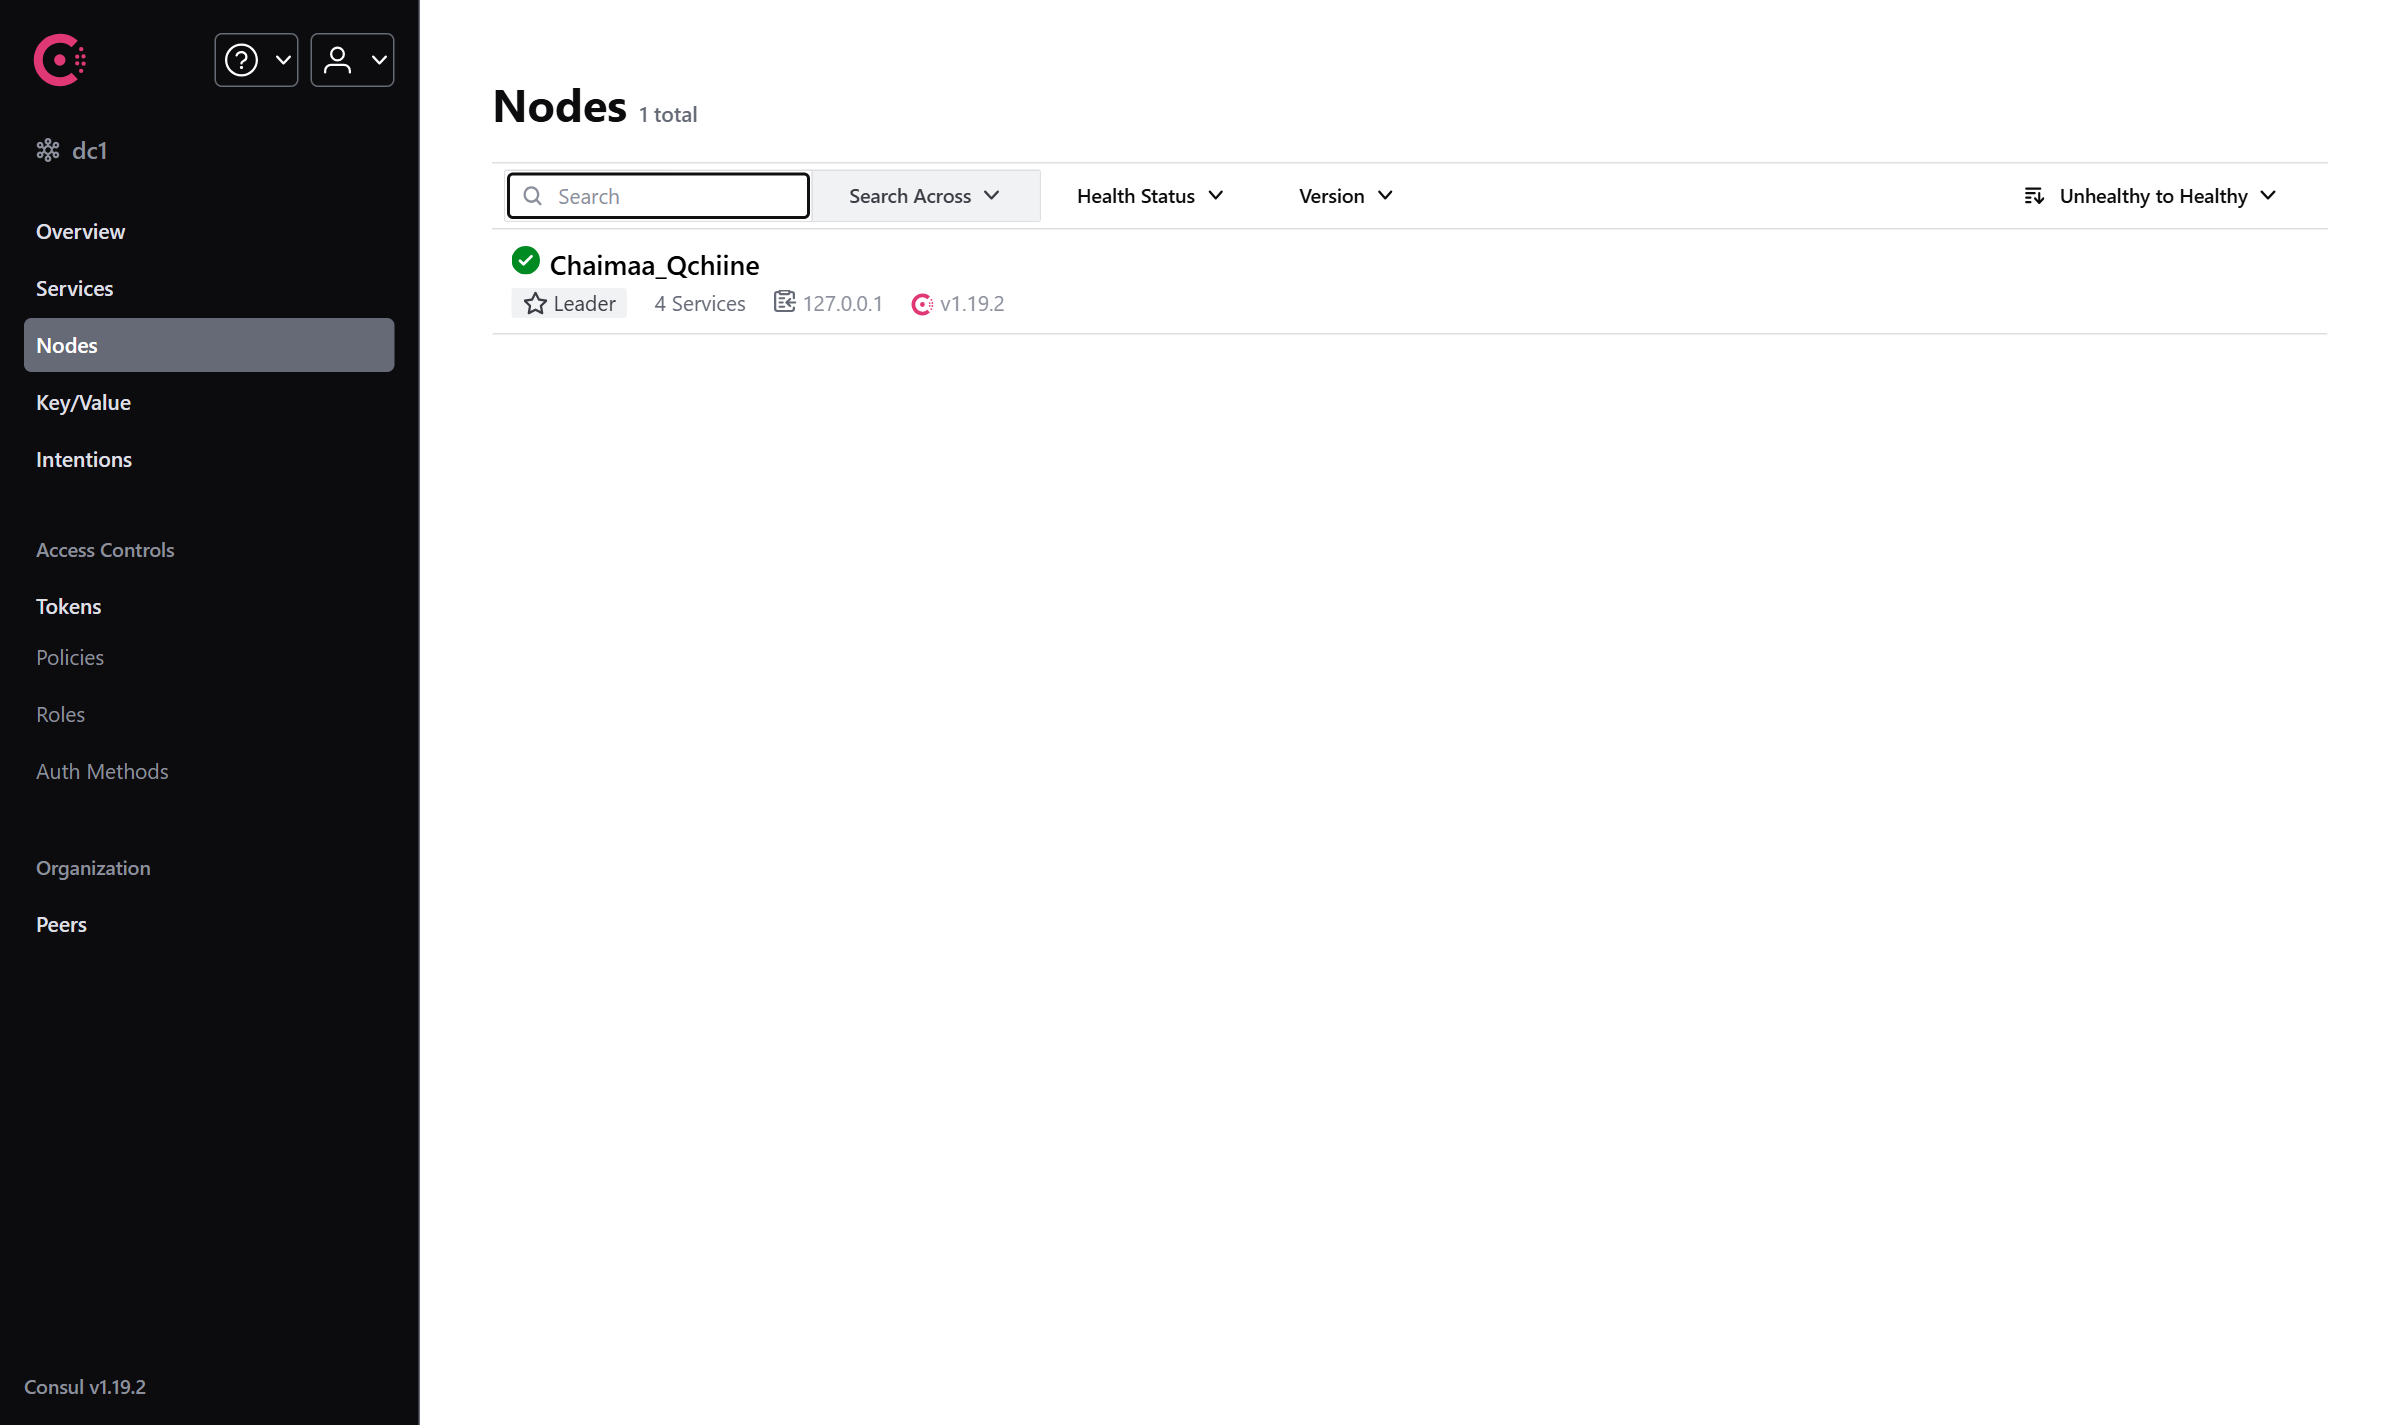 dc1
Overview
Services
Nodes
Key/Value
Intentions
Access Controls
Tokens
Policies
Roles
Auth Methods
Organization
Peers
Consul v1.19.2
Nodes 1 total
Search Search Across Health Status Version Unhealthy to Healthy
Chaimaa_Qchiine
Leader 4 Services 127.0.0.1 v1.19.2